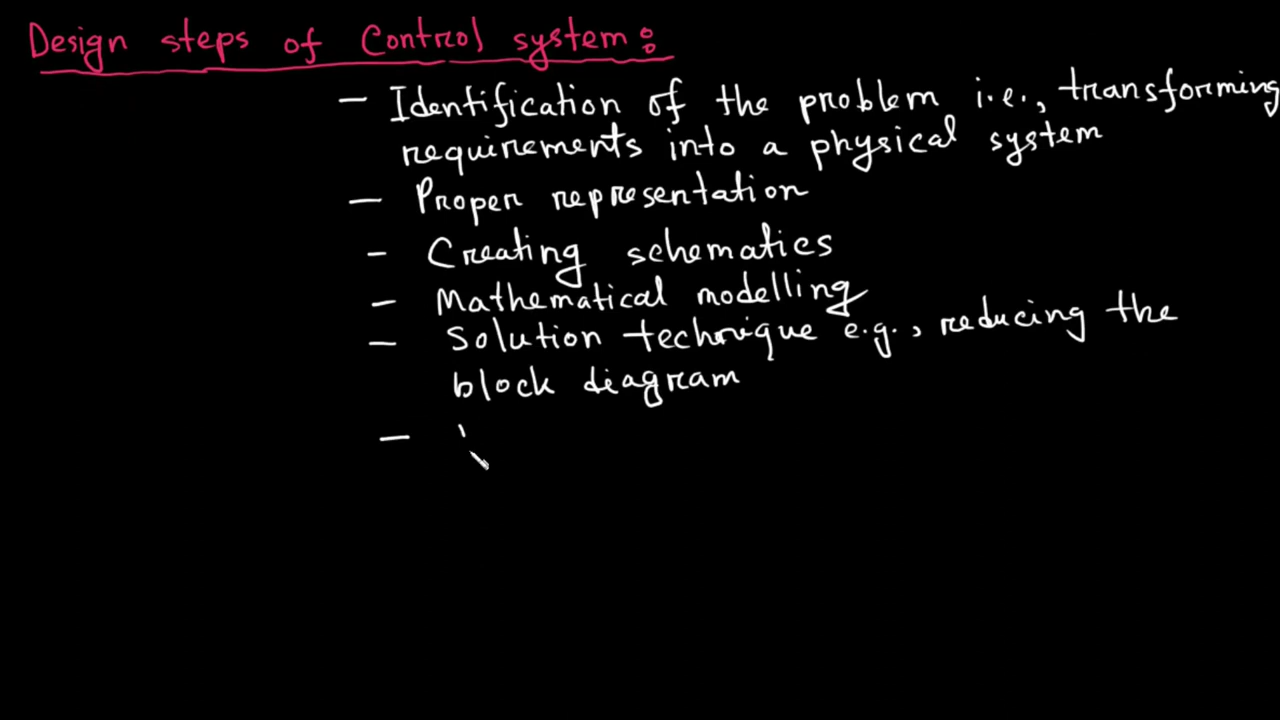 Design steps of Control system:
- Identification of the problem i.e., transforming
requirements into a physical system
- Proper representation
- Creating schematics
- Mathematical modelling
- Solution technique e.g., reducing the
block diagram
-